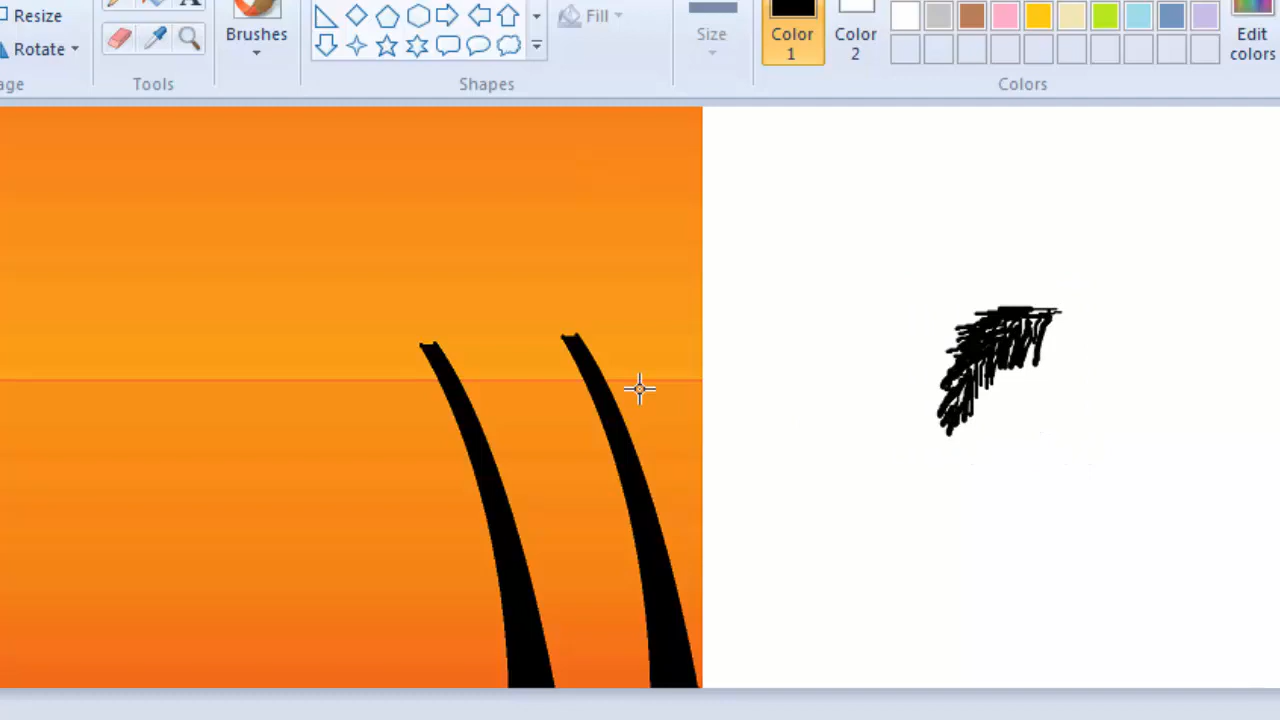 Resize
Rotate
age
A
Tools
Brushes
Shapes
Fill
Size
Color
1
Color
2
Colors
Edit
colors